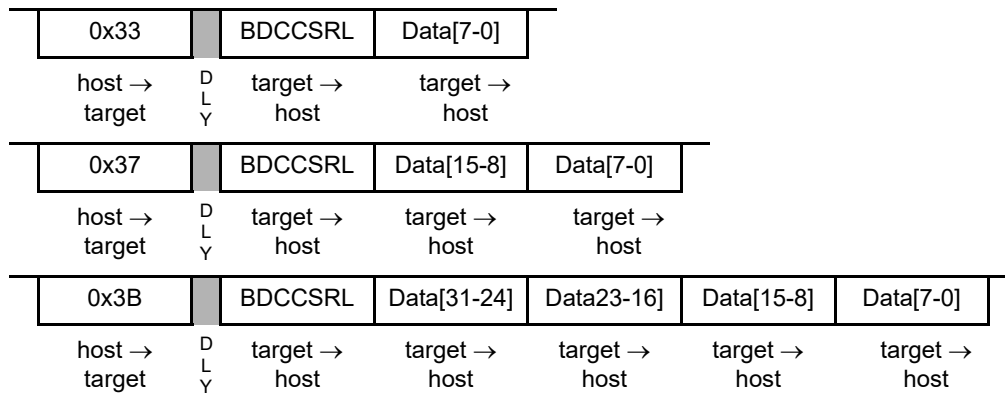 0x33 BDCCSRL Data[7-0]
host → target D L Y target → host target → host
0x37 BDCCSRL Data[15-8] Data[7-0]
host → target D L Y target → host target → host target → host
0x3B BDCCSRL Data[31-24] Data23-16] Data[15-8] Data[7-0]
host → target D L Y target → host target → host target → host target → host target → host